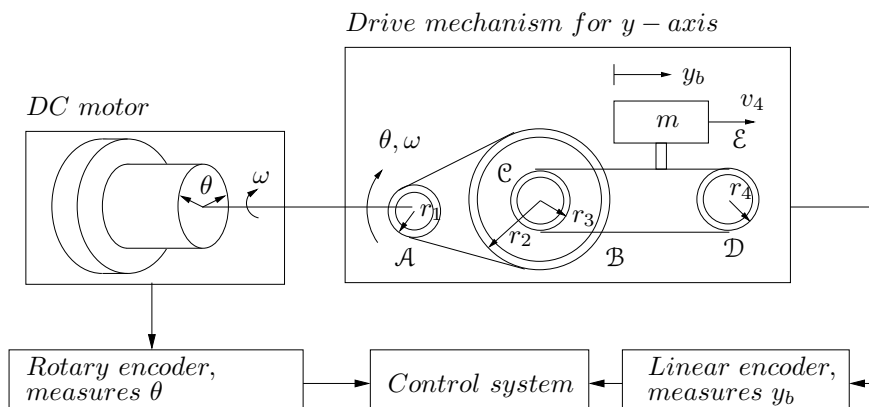 Drive mechanism for y − axis
DC motor
y_b
m
v_4
ℰ
θ, ω
θ
ω
𝒞
r_1
r_2
r_3
r_4
𝒜
ℬ
𝒟
Rotary encoder,
measures θ
Control system
Linear encoder,
measures y_b